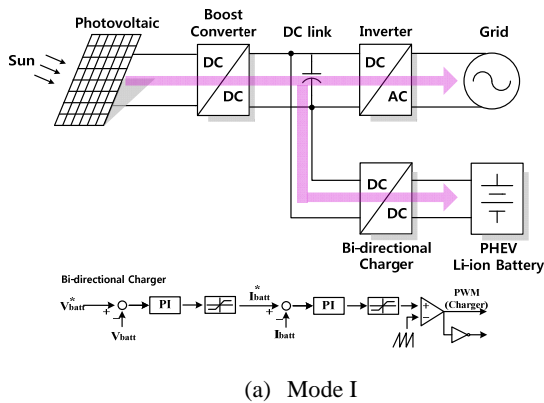 Photovoltaic
Boost
Converter
DC link
Inverter
Grid
Sun
DC
DC
DC
AC
DC
DC
Bi-directional
Charger
PHEV
Li-ion Battery
Bi-directional Charger
V*batt
+
−
Vbatt
PI
I*batt
+
−
Ibatt
PI
+
−
PWM
(Charger)
(a) Mode I